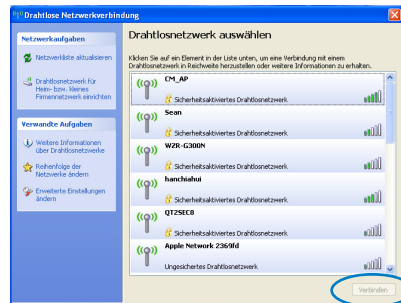 Drahtlose Netzwerkverbindung
Netzwerkaufgaben
Netzwerkliste aktualisieren
Drahtlosnetzwerk für
Heim- bzw. kleines
Firmennetzwerk einrichten
Verwandte Aufgaben
Weitere Informationen
über Drahtlosnetzwerke
Reihenfolge der
Netzwerke ändern
Erweiterte Einstellungen
ändern
Drahtlosnetzwerk auswählen
Klicken Sie auf ein Element in der Liste unten, um eine Verbindung mit einem
Drahtlosnetzwerk in Reichweite herzustellen oder weitere Informationen zu erhalten.
CM_AP
Sicherheitsaktiviertes Drahtlosnetzwerk
Sean
Sicherheitsaktiviertes Drahtlosnetzwerk
WZR-G300N
Sicherheitsaktiviertes Drahtlosnetzwerk
hanchiahui
Sicherheitsaktiviertes Drahtlosnetzwerk
QT2SEC8
Sicherheitsaktiviertes Drahtlosnetzwerk
Apple Network 2369fd
Ungesichertes Drahtlosnetzwerk
Verbinden